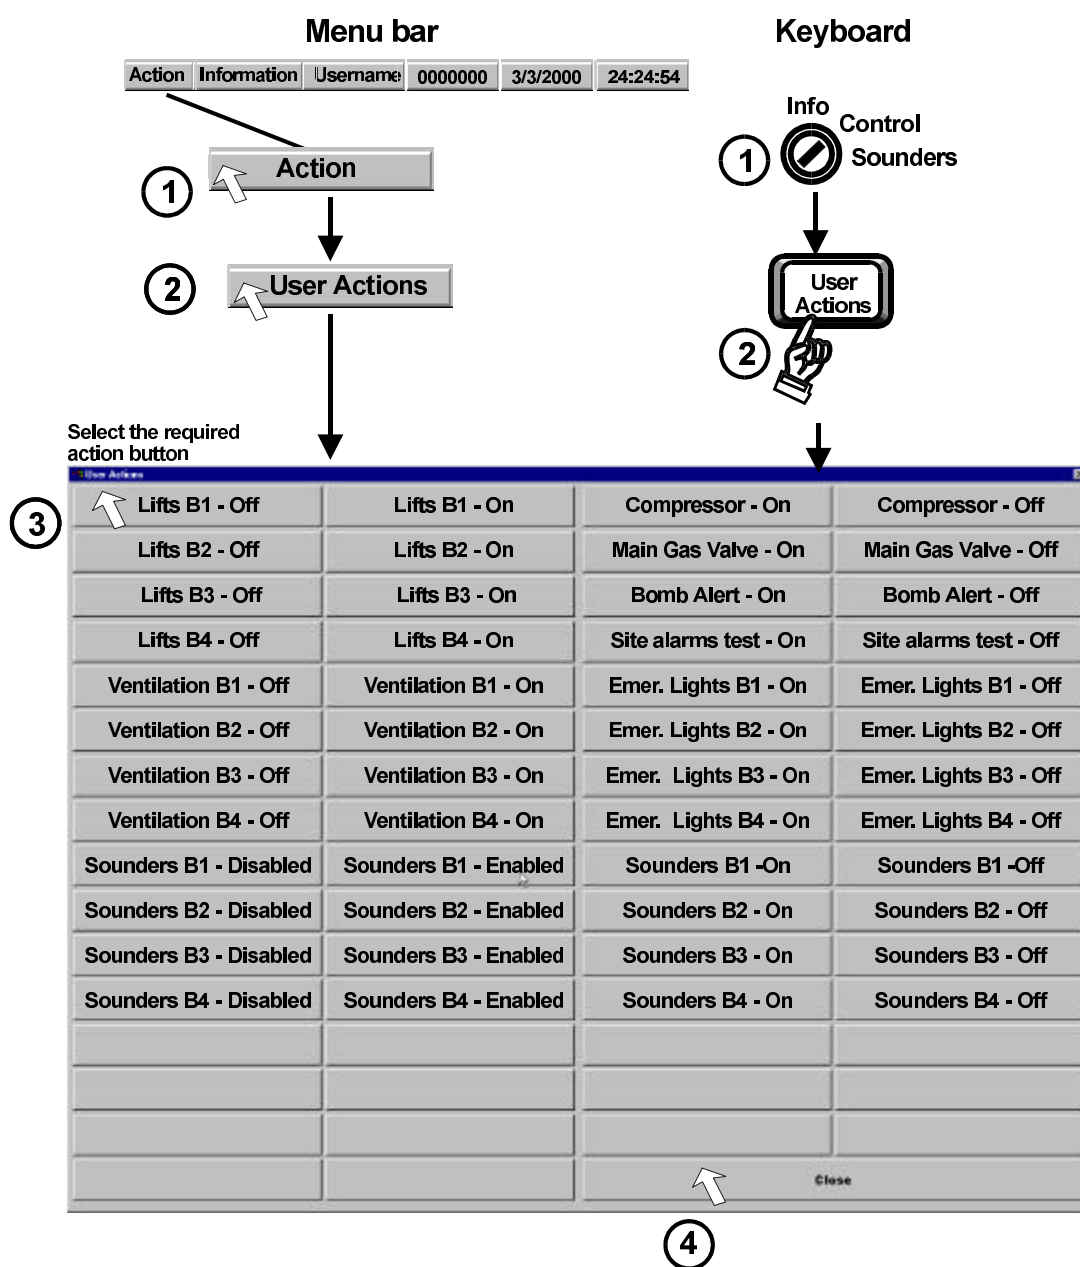 Menu bar
Keyboard
Action Information Username 0000000 3/3/2000 24:24:54
Info
Control
Sounders
1
Action
1
2
User Actions
User
Actions
2
Select the required
action button
User Actions
3
Lifts B1 - Off Lifts B1 - On Compressor - On Compressor - Off
Lifts B2 - Off Lifts B2 - On Main Gas Valve - On Main Gas Valve - Off
Lifts B3 - Off Lifts B3 - On Bomb Alert - On Bomb Alert - Off
Lifts B4 - Off Lifts B4 - On Site alarms test - On Site alarms test - Off
Ventilation B1 - Off Ventilation B1 - On Emer. Lights B1 - On Emer. Lights B1 - Off
Ventilation B2 - Off Ventilation B2 - On Emer. Lights B2 - On Emer. Lights B2 - Off
Ventilation B3 - Off Ventilation B3 - On Emer. Lights B3 - On Emer. Lights B3 - Off
Ventilation B4 - Off Ventilation B4 - On Emer. Lights B4 - On Emer. Lights B4 - Off
Sounders B1 - Disabled Sounders B1 - Enabled Sounders B1 -On Sounders B1 -Off
Sounders B2 - Disabled Sounders B2 - Enabled Sounders B2 - On Sounders B2 - Off
Sounders B3 - Disabled Sounders B3 - Enabled Sounders B3 - On Sounders B3 - Off
Sounders B4 - Disabled Sounders B4 - Enabled Sounders B4 - On Sounders B4 - Off
Close
4